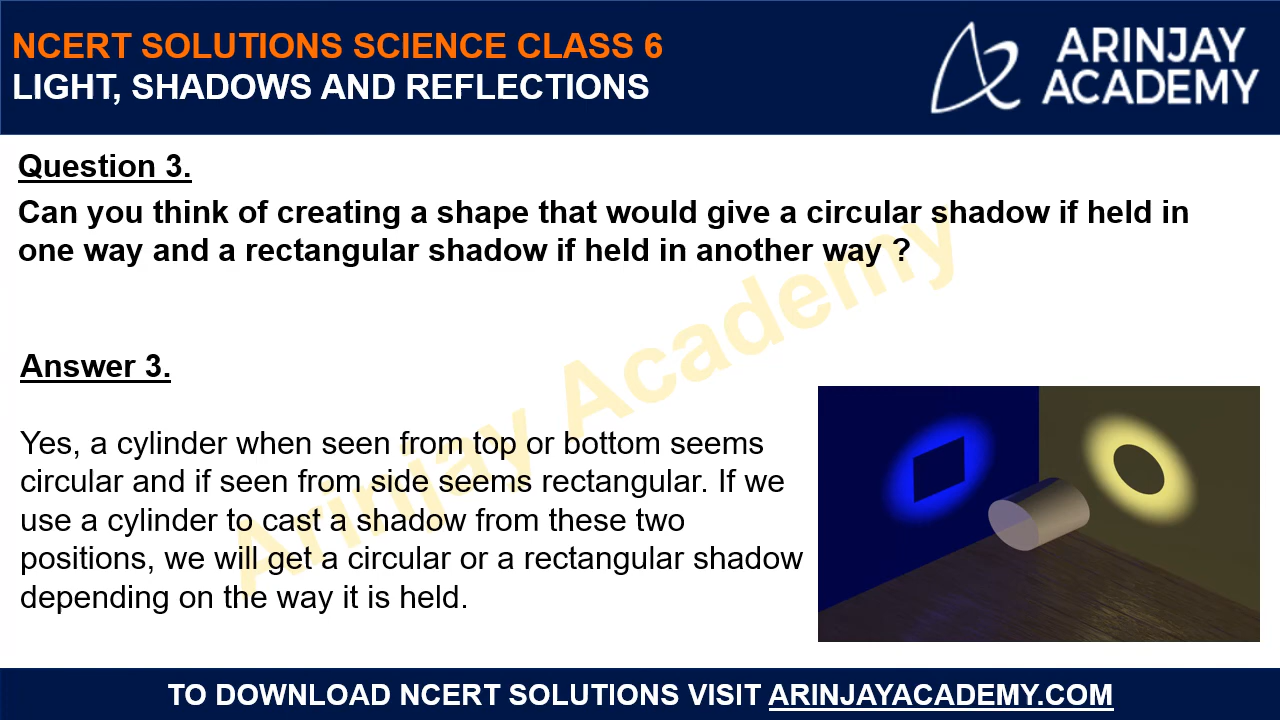 NCERT SOLUTIONS SCIENCE CLASS 6
LIGHT, SHADOWS AND REFLECTIONS
ARINJAY
ACADEMY
Question 3.
Can you think of creating a shape that would give a circular shadow if held in
one way and a rectangular shadow if held in another way ?
Arinjay Academy
Answer 3.
Yes, a cylinder when seen from top or bottom seems
circular and if seen from side seems rectangular. If we
use a cylinder to cast a shadow from these two
positions, we will get a circular or a rectangular shadow
depending on the way it is held.
TO DOWNLOAD NCERT SOLUTIONS VISIT ARINJAYACADEMY.COM